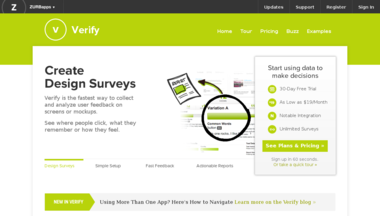 Z ZURBapps
Updates Support Register Sign In
V Verify
Home Tour Pricing Buzz Examples
Create
Design Surveys
Verify is the fastest way to collect
and analyze user feedback on
screens or mockups.
See where people click, what they
remember or how they feel.
Variation A
Start using data to
make decisions
30-Day Free Trial
As Low as $19/Month
Notable Integration
Unlimited Surveys
See Plans & Pricing »
Sign up in 60 seconds
or take a quick tour »
Design Surveys Simple Setup Fast Feedback Actionable Reports
NEW IN VERIFY Using More Than One App? Here's How to Navigate Learn more on the Verify blog »